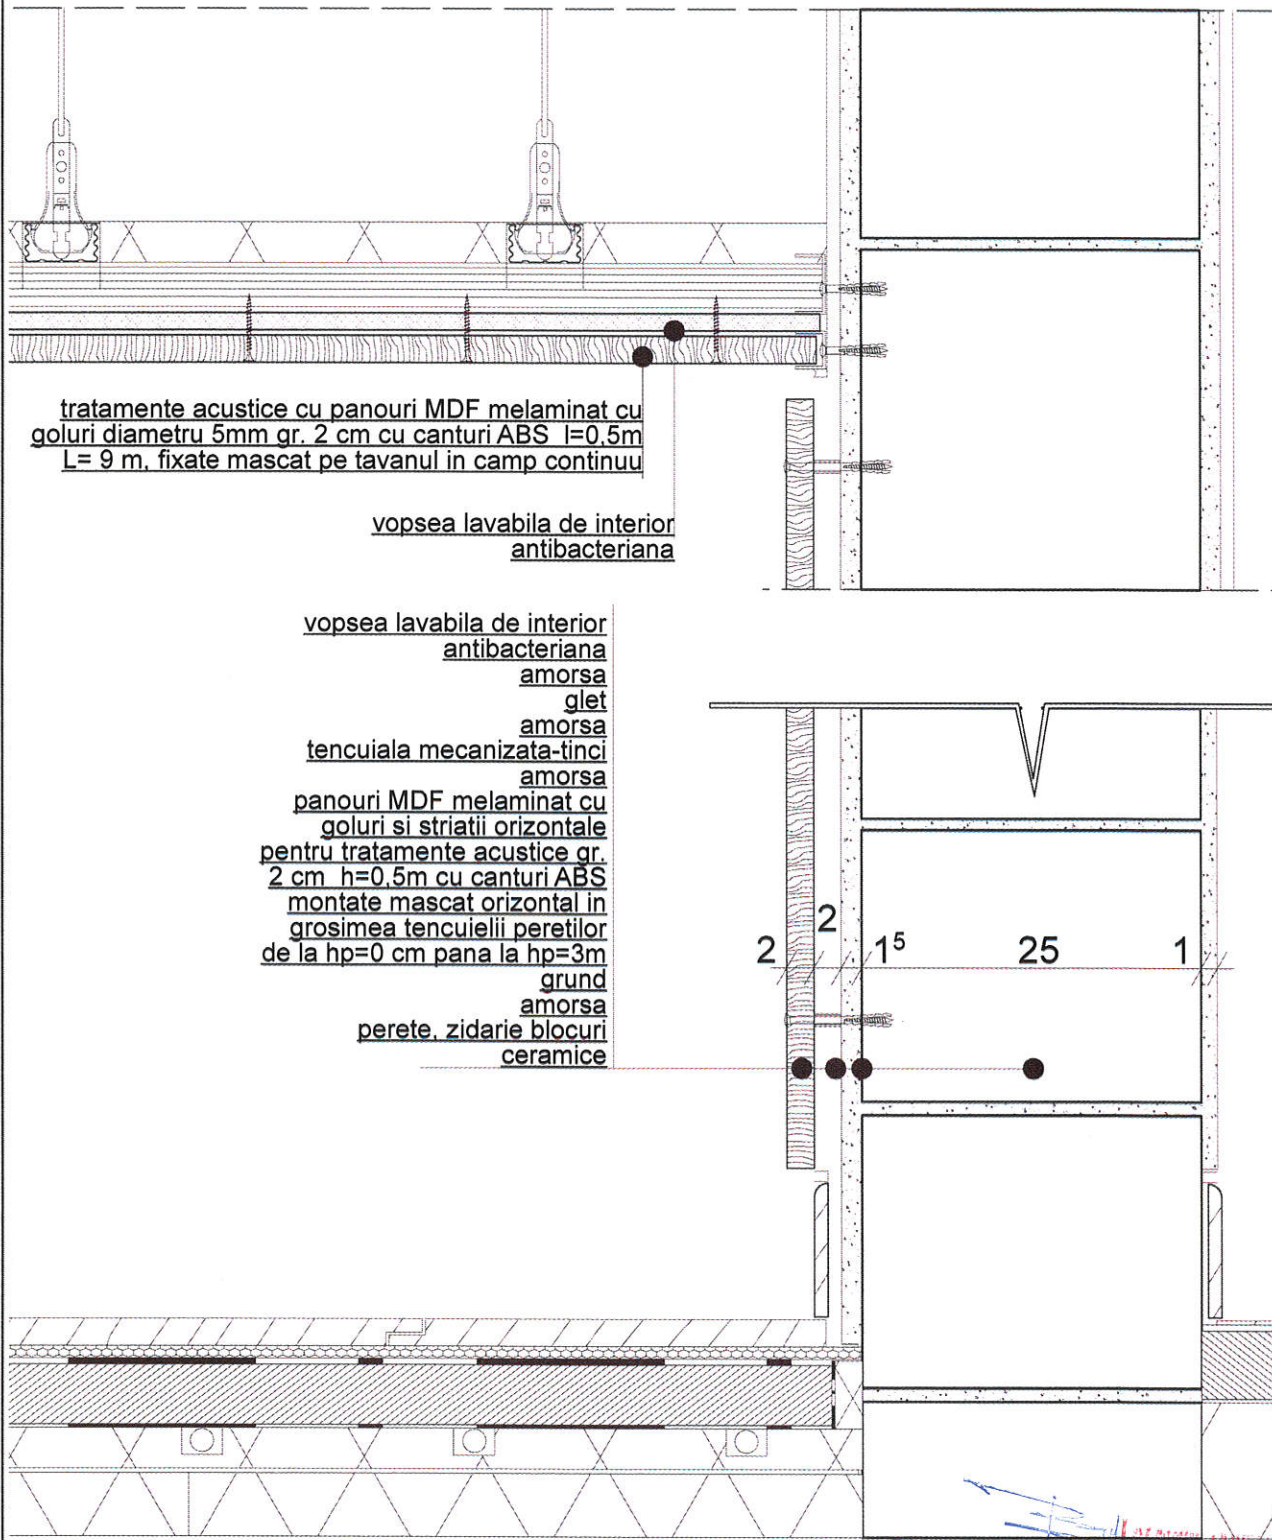 tratamente acustice cu panouri MDF melaminat cu
goluri diametru 5mm gr. 2 cm cu canturi ABS l=0,5m
L= 9 m, fixate mascat pe tavanul in camp continuu
vopsea lavabila de interior
antibacteriana
vopsea lavabila de interior
antibacteriana
amorsa
glet
amorsa
tencuiala mecanizata-tinci
amorsa
panouri MDF melaminat cu
goluri si striatii orizontale
pentru tratamente acustice gr.
2 cm h=0,5m cu canturi ABS
montate mascat orizontal in
grosimea tencuielii peretilor
de la hp=0 cm pana la hp=3m
grund
amorsa
perete, zidarie blocuri
ceramice
2 2 1⁵ 25 1